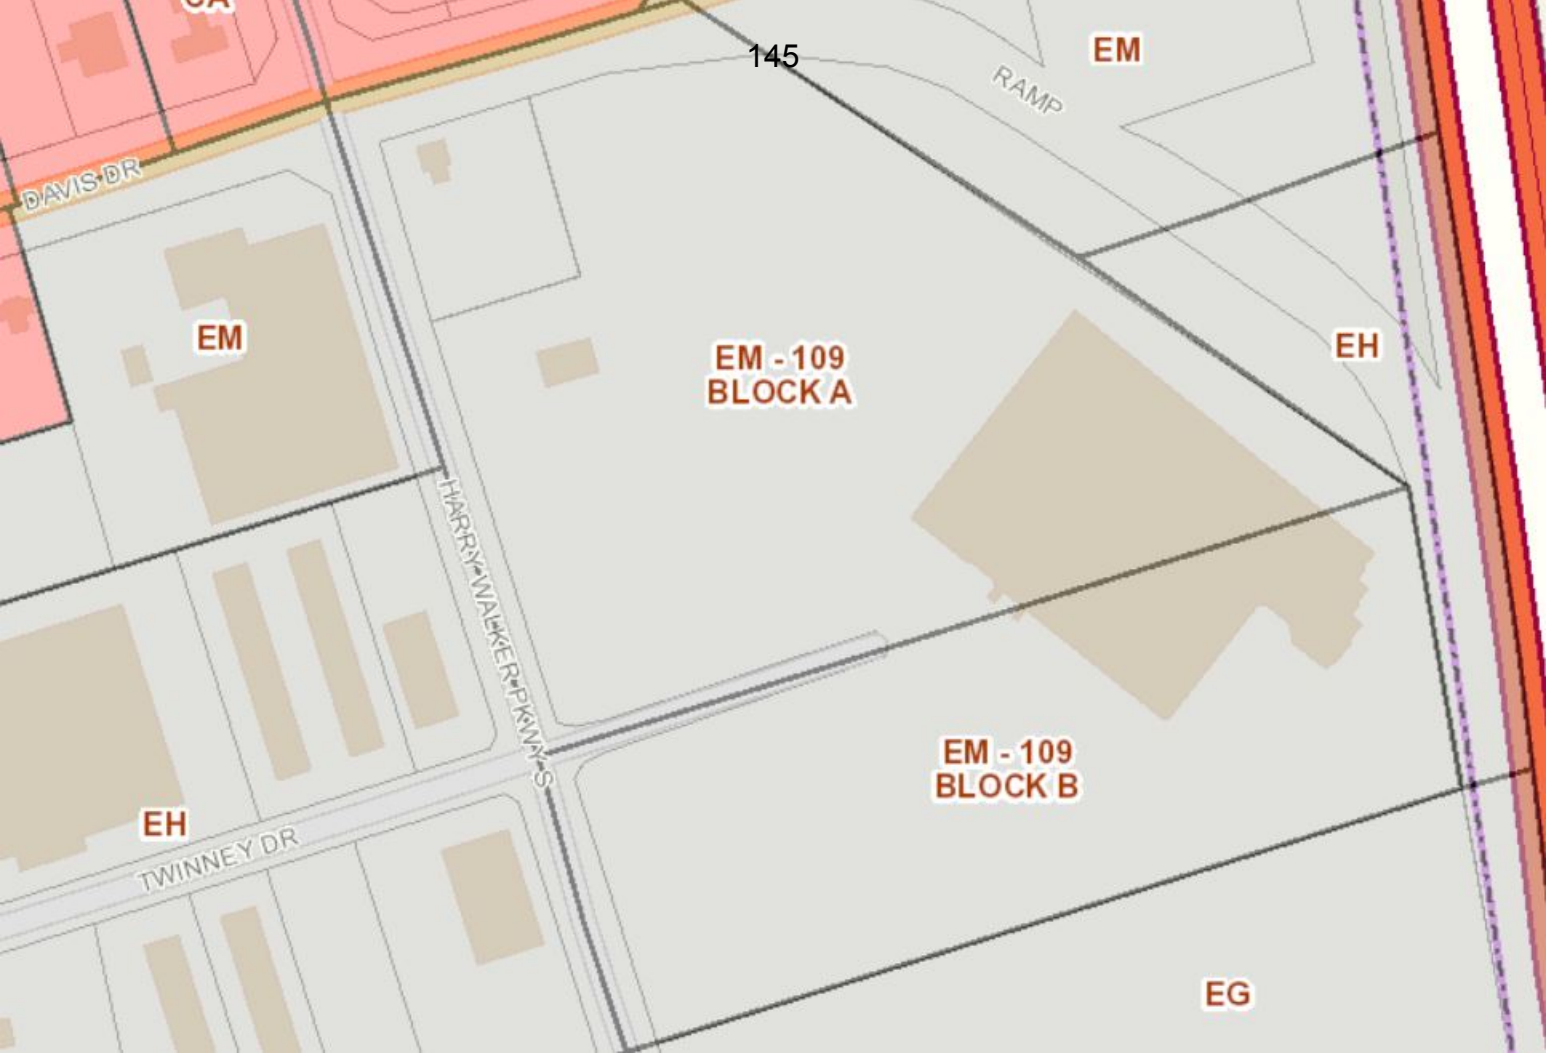 CA
145
EM
RAMP
DAVIS DR
EM
EH
EM - 109
BLOCK A
HARRY WALKER PKWY S
EM - 109
BLOCK B
EH
TWINNEY DR
EG